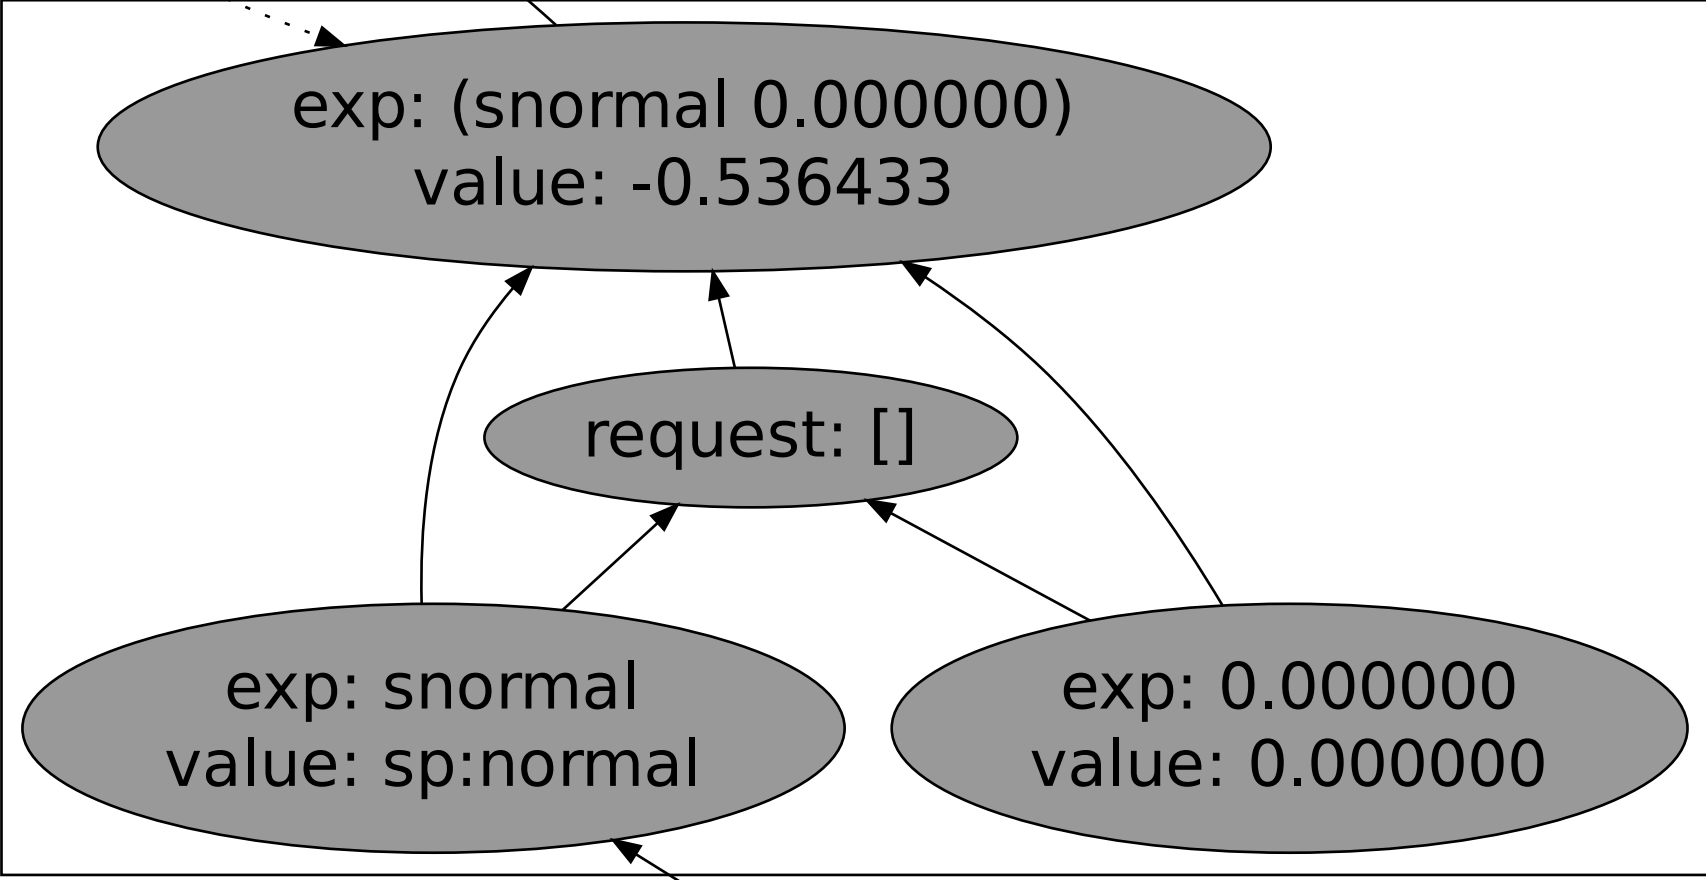 exp: (snormal 0.000000)
value: -0.536433
request: []
exp: snormal
value: sp:normal
exp: 0.000000
value: 0.000000